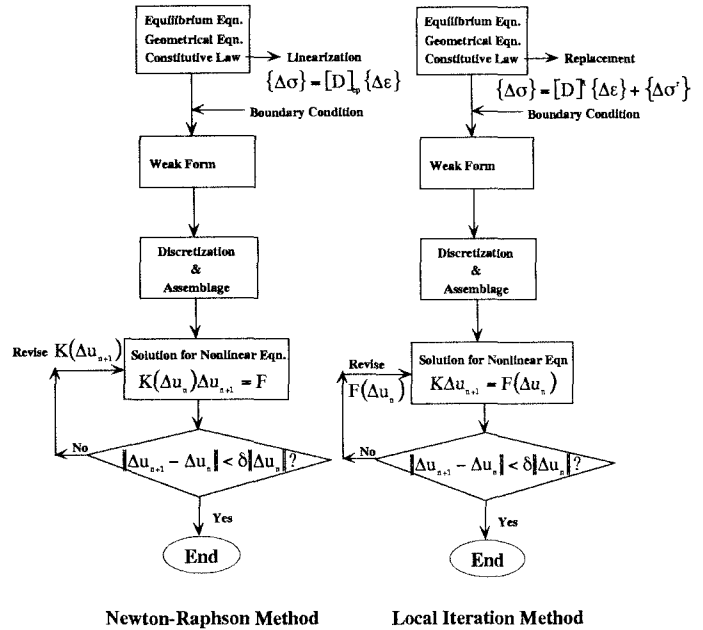 Equilibrium Eqn.
Geometrical Eqn.
Constitutive Law
Linearization
{Δσ} = [D]ₑₚ {Δε}
Boundary Condition
Weak Form
Discretization
&
Assemblage
Revise K(Δuₙ₊₁)
Solution for Nonlinear Eqn.
K(Δuₙ)Δuₙ₊₁ = F
No
‖Δuₙ₊₁ − Δuₙ‖ < δ‖Δuₙ‖?
Yes
End
Newton-Raphson Method
Equilibrium Eqn.
Geometrical Eqn.
Constitutive Law
Replacement
{Δσ} = [D]ᴿ {Δε} + {Δσʳ}
Boundary Condition
Weak Form
Discretization
&
Assemblage
Revise
F(Δuₙ)
Solution for Nonlinear Eqn
KΔuₙ₊₁ = F(Δuₙ)
No
‖Δuₙ₊₁ − Δuₙ‖ < δ‖Δuₙ‖?
Yes
End
Local Iteration Method